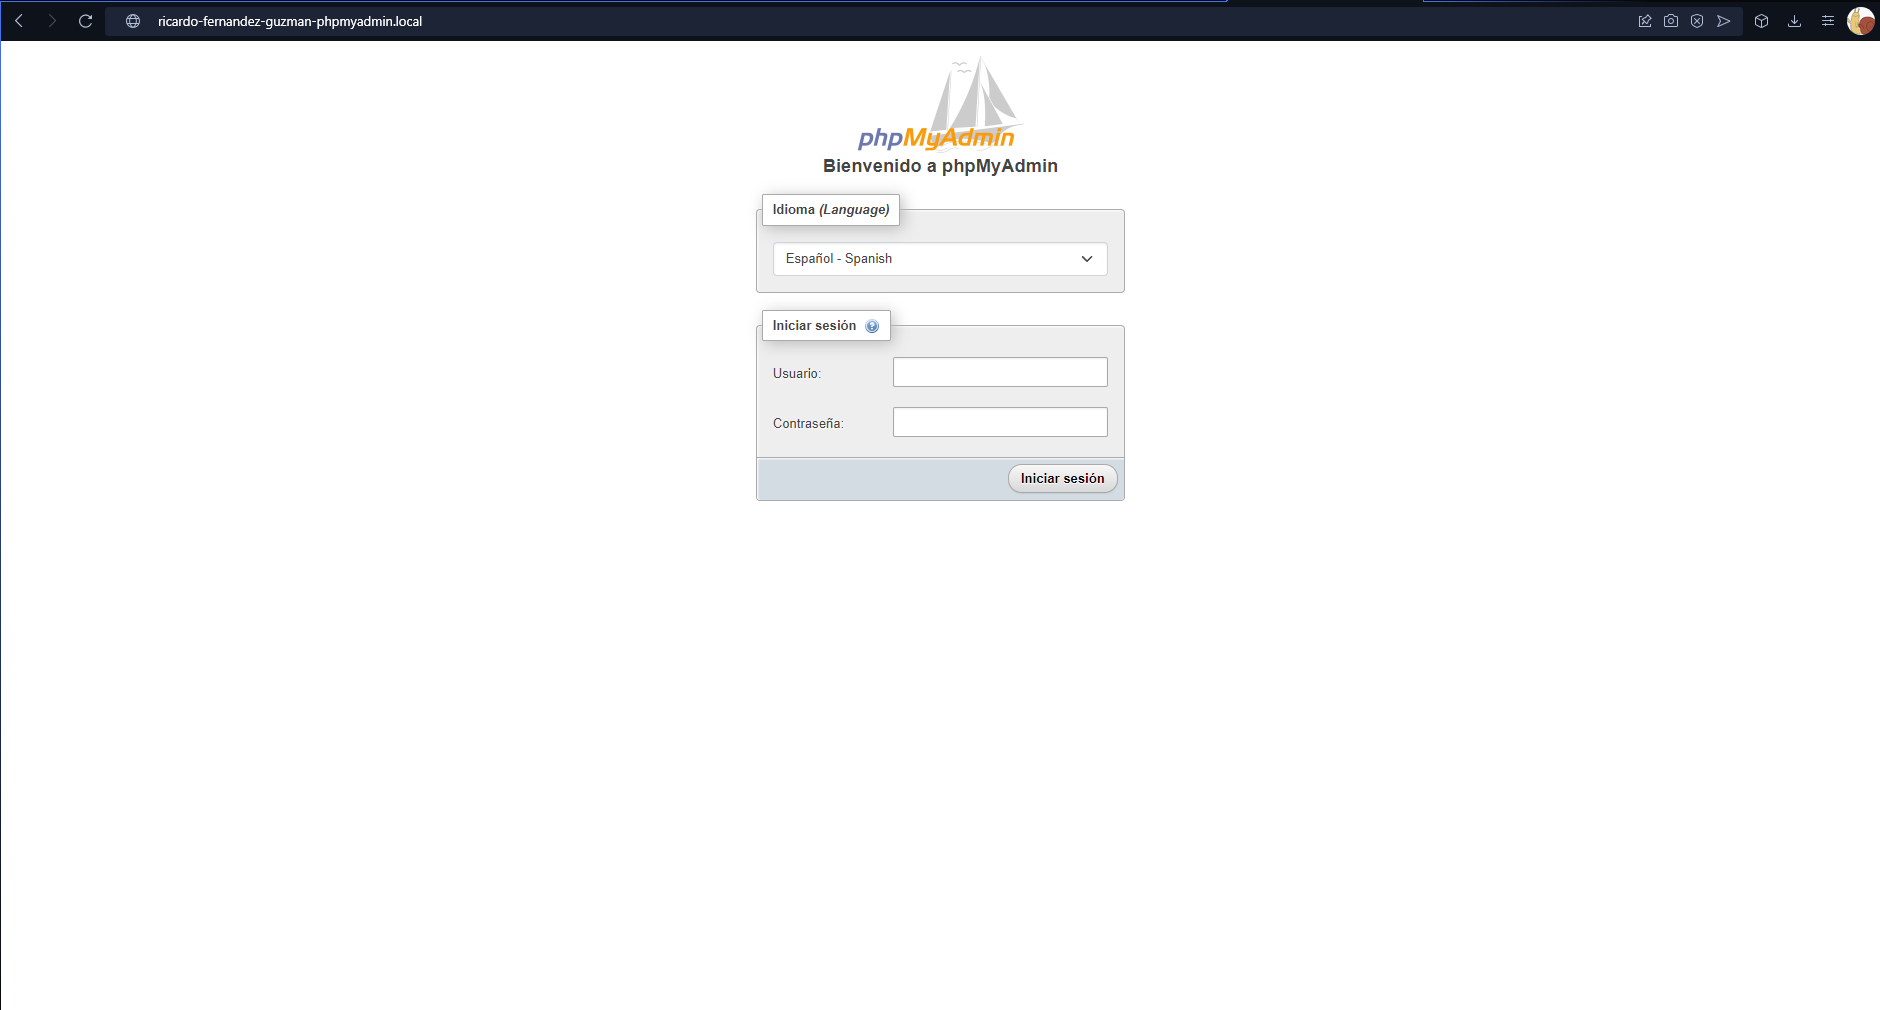 ricardo-fernandez-guzman-phpmyadmin.local
phpMyAdmin
Bienvenido a phpMyAdmin
Idioma (Language)
Español - Spanish
Iniciar sesión
Usuario:
Contraseña:
Iniciar sesión